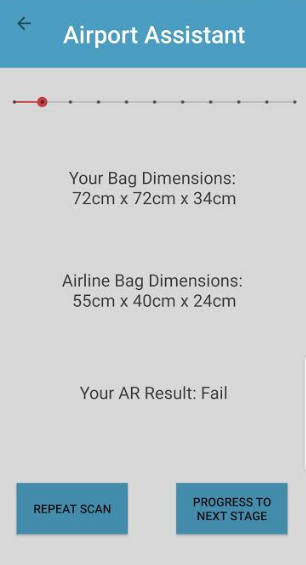 Airport Assistant
Your Bag Dimensions:
72cm x 72cm x 34cm
Airline Bag Dimensions:
55cm x 40cm x 24cm
Your AR Result: Fail
REPEAT SCAN
PROGRESS TO
NEXT STAGE